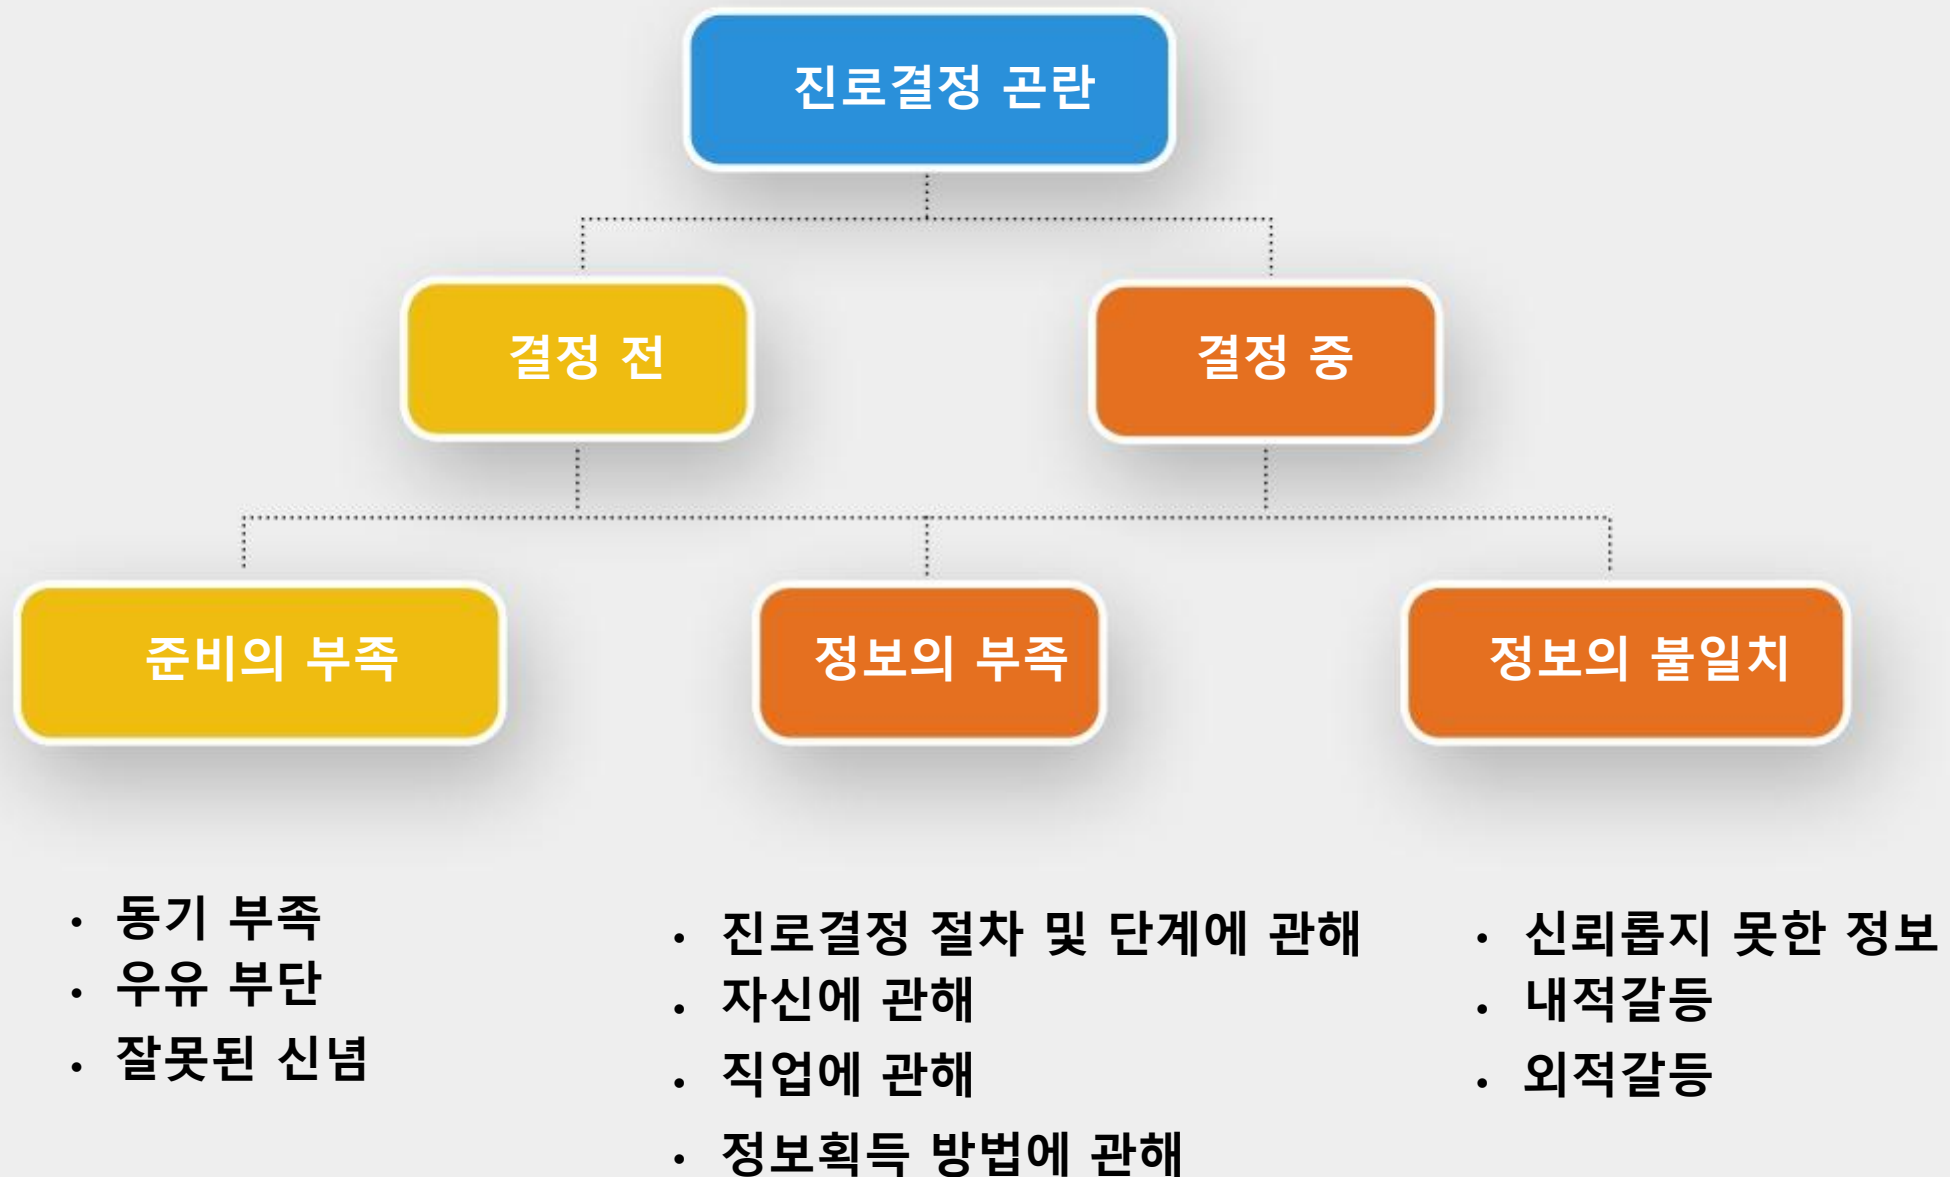 진로결정 곤란
결정 전
결정 중
준비의 부족
정보의 부족
정보의 불일치
• 동기 부족
• 우유 부단
• 잘못된 신념
• 진로결정 절차 및 단계에 관해
• 자신에 관해
• 직업에 관해
• 정보획득 방법에 관해
• 신뢰롭지 못한 정보
• 내적갈등
• 외적갈등